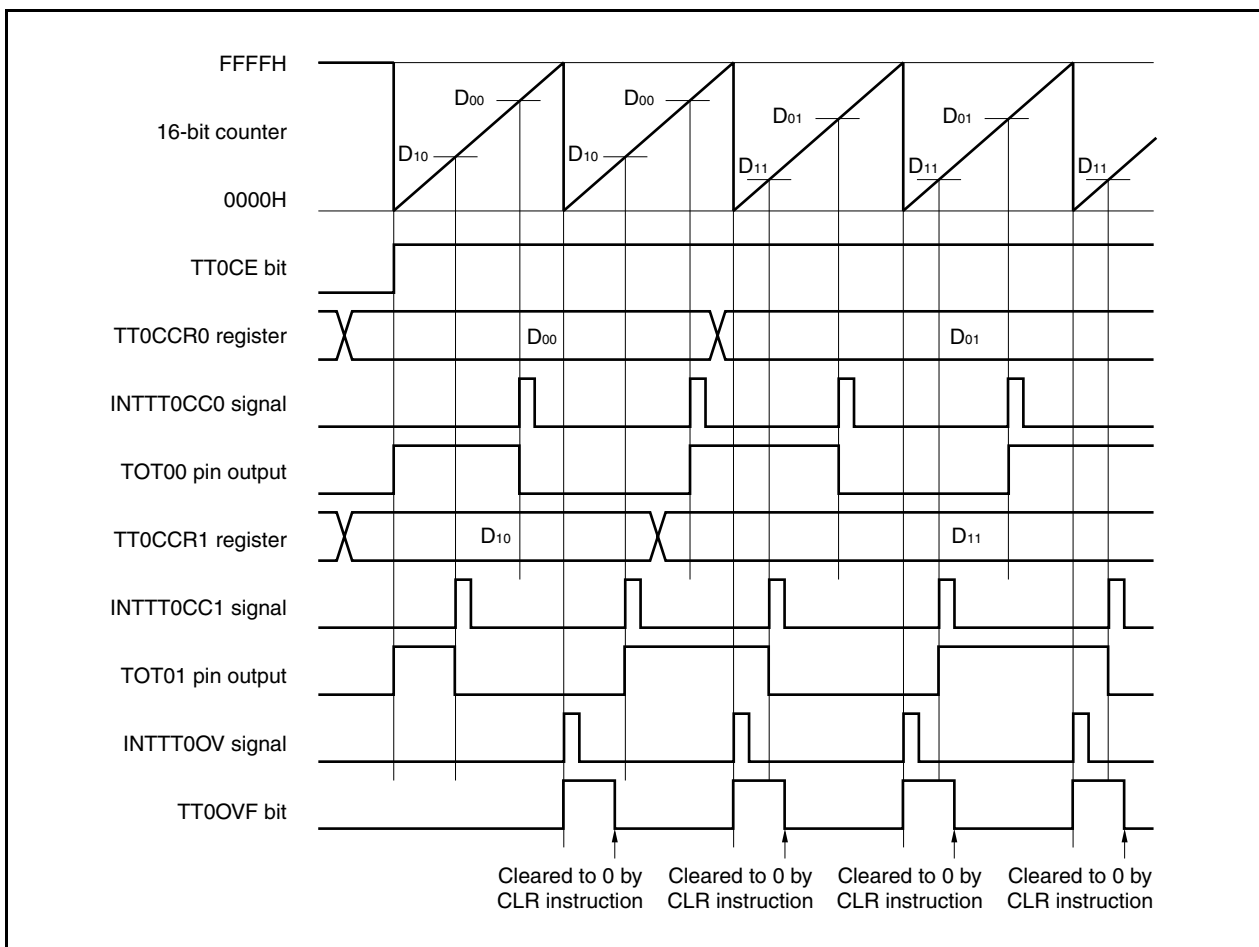 FFFFH
D00
D00
16-bit counter
D01
D01
D10
D10
D11
D11
D11
0000H
TT0CE bit
TT0CCR0 register
D00
D01
INTTT0CC0 signal
TOT00 pin output
TT0CCR1 register
D10
D11
INTTT0CC1 signal
TOT01 pin output
INTTT0OV signal
TT0OVF bit
Cleared to 0 by
CLR instruction
Cleared to 0 by
CLR instruction
Cleared to 0 by
CLR instruction
Cleared to 0 by
CLR instruction